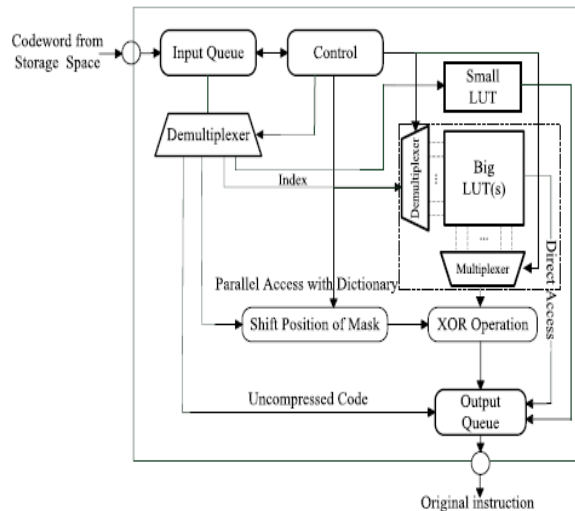 Codeword from
Storage Space
Input Queue
Control
Small
LUT
Demultiplexer
Demultiplexer
...
Big
LUT(s)
Index
...
Multiplexer
Direct Access
Parallel Access with Dictionary
Shift Position of Mask
XOR Operation
Uncompressed Code
Output
Queue
Original instruction